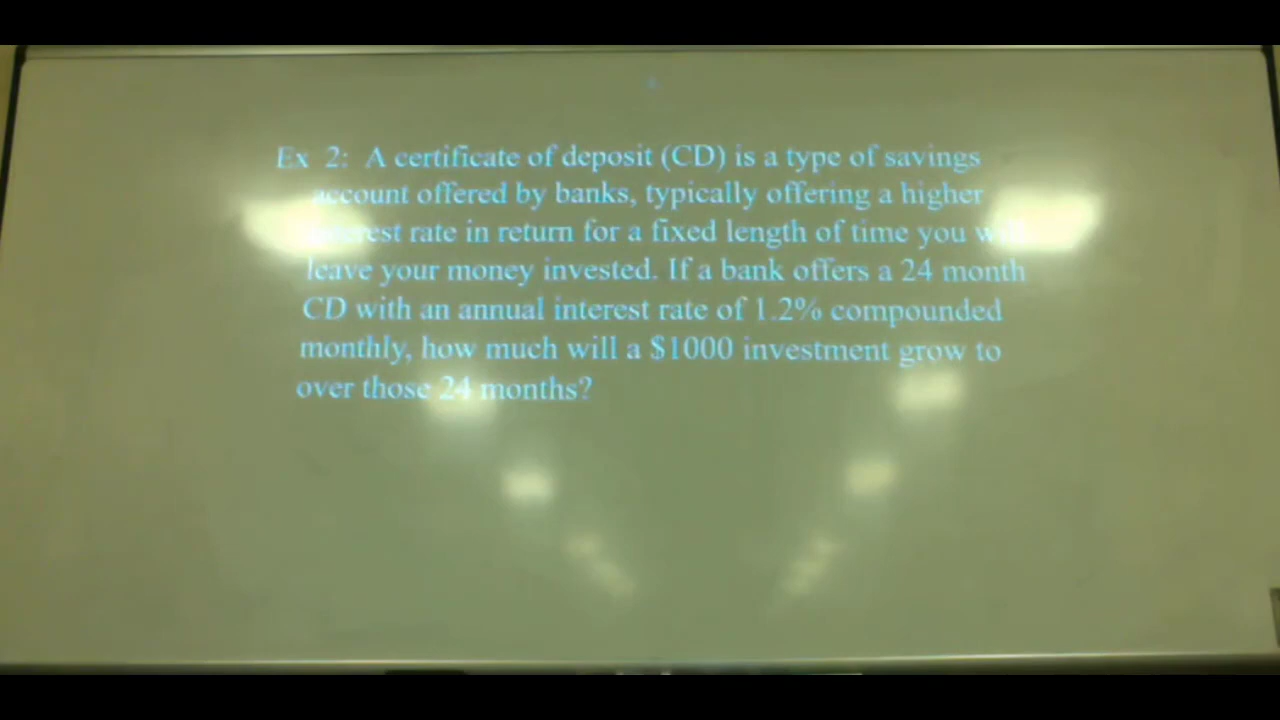 Ex 2: A certificate of deposit (CD) is a type of savings
account offered by banks, typically offering a higher
interest rate in return for a fixed length of time you will
leave your money invested. If a bank offers a 24 month
CD with an annual interest rate of 1.2% compounded
monthly, how much will a $1000 investment grow to
over those 24 months?